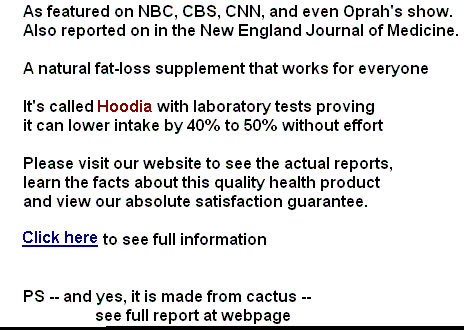 As featured on NBC, CBS, CNN, and even Oprah's show.
Also reported on in the New England Journal of Medicine.
A natural fat-loss supplement that works for everyone
It's called Hoodia with laboratory tests proving
it can lower intake by 40% to 50% without effort
Please visit our website to see the actual reports,
learn the facts about this quality health product
and view our absolute satisfaction guarantee.
Click here to see full information
PS -- and yes, it is made from cactus --
see full report at webpage